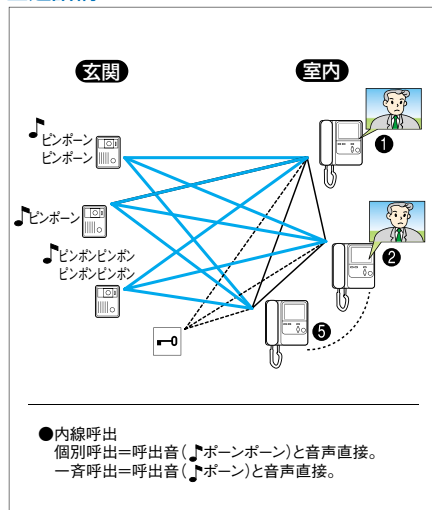 玄関
室内
♪ピンポーン
ピンポーン
❶
♪ピンポーン
♪ピンポンピンポン
ピンポンピンポン
❷
❺
●内線呼出
個別呼出=呼出音(♪ポーンポーン)と音声直接。
一斉呼出=呼出音(♪ポーン)と音声直接。